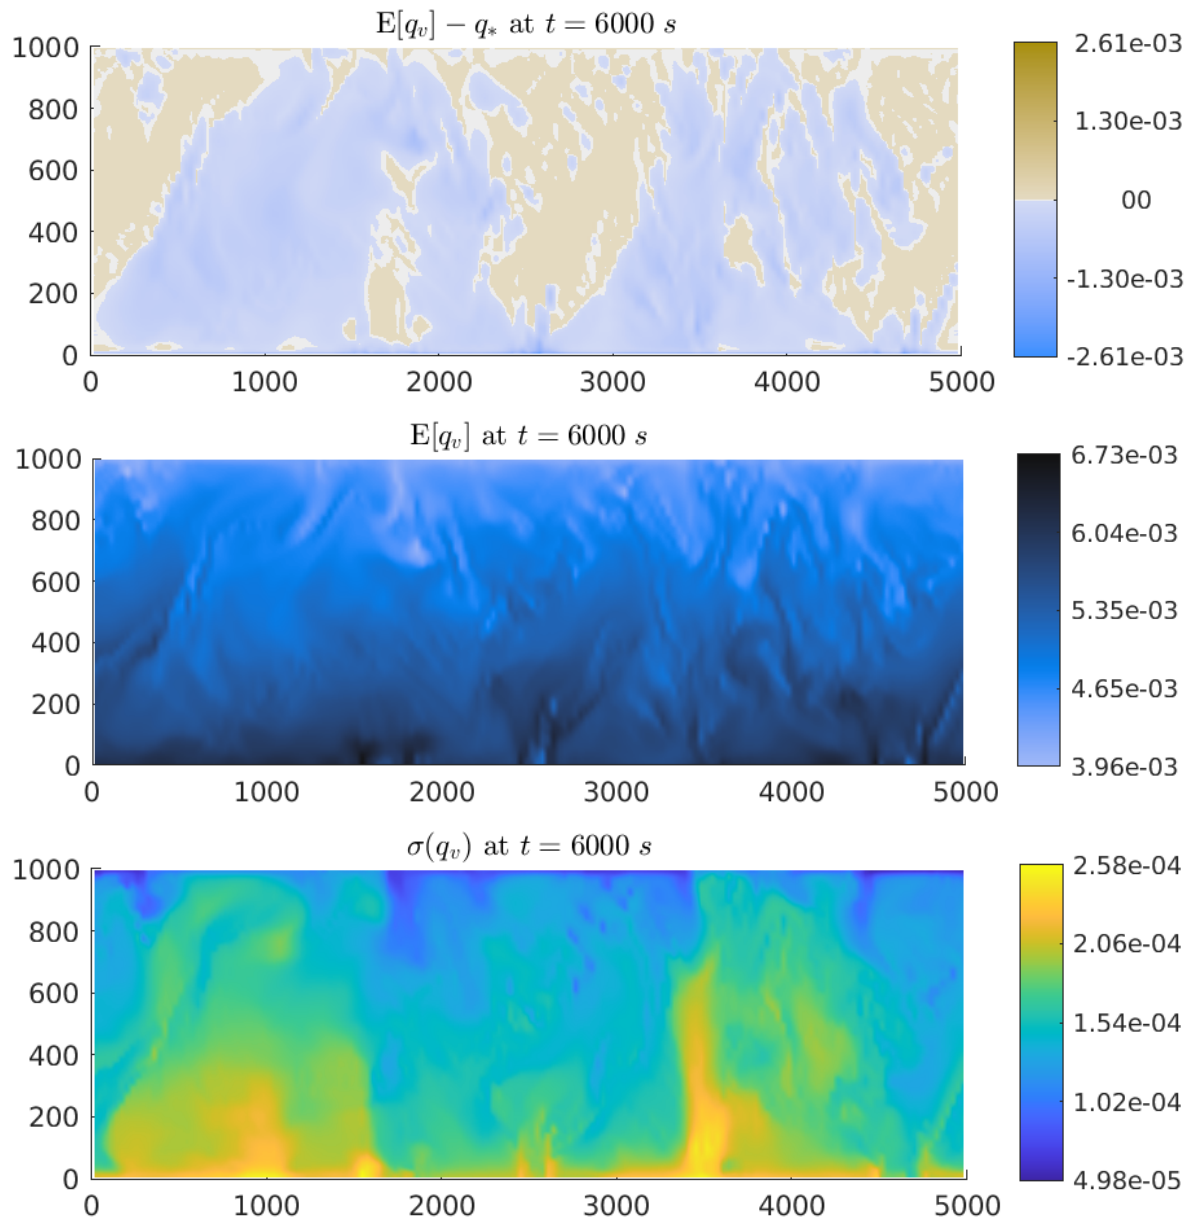 E[q_v] − q_* at t = 6000 s
1000
800
600
400
200
0
0 1000 2000 3000 4000 5000
2.61e-03
1.30e-03
00
-1.30e-03
-2.61e-03
E[q_v] at t = 6000 s
1000
800
600
400
200
0
0 1000 2000 3000 4000 5000
6.73e-03
6.04e-03
5.35e-03
4.65e-03
3.96e-03
σ(q_v) at t = 6000 s
1000
800
600
400
200
0
0 1000 2000 3000 4000 5000
2.58e-04
2.06e-04
1.54e-04
1.02e-04
4.98e-05